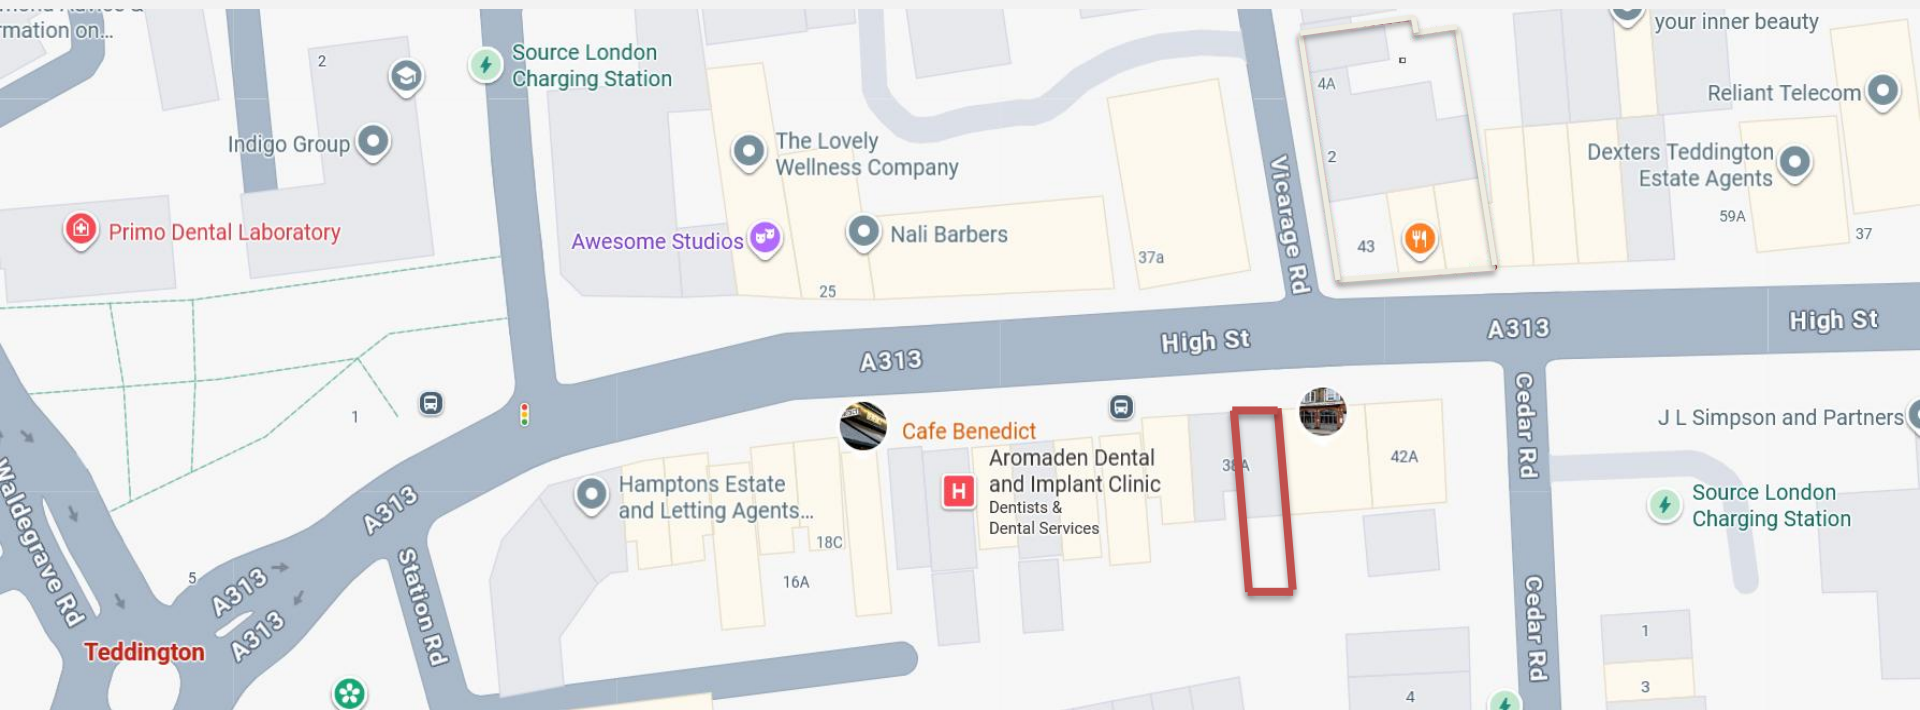 rmation on...
2
Source London
Charging Station
your inner beauty
4A
Reliant Telecom
Indigo Group
The Lovely
Wellness Company
2
Dexters Teddington
Estate Agents
Vicarage Rd
59A
Primo Dental Laboratory
Awesome Studios
Nali Barbers
37a
43
37
25
High St
A313
High St
A313
1
Cafe Benedict
Cedar Rd
J L Simpson and Partners
Aromaden Dental
and Implant Clinic
Dentists &
Dental Services
38A
42A
Hamptons Estate
and Letting Agents...
Source London
Charging Station
Waldegrave Rd
A313
18C
16A
5
A313
A313
Station Rd
Cedar Rd
1
Teddington
4
3